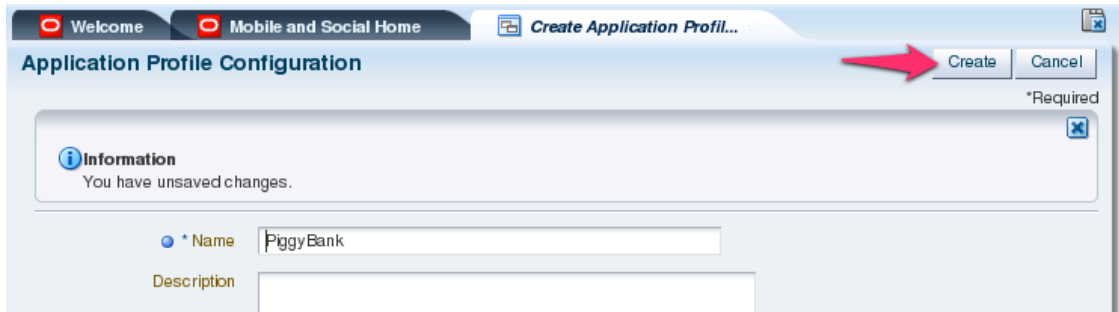 Welcome Mobile and Social Home Create Application Profil...
Application Profile Configuration Create Cancel
*Required
Information
You have unsaved changes.
* Name PiggyBank
Description